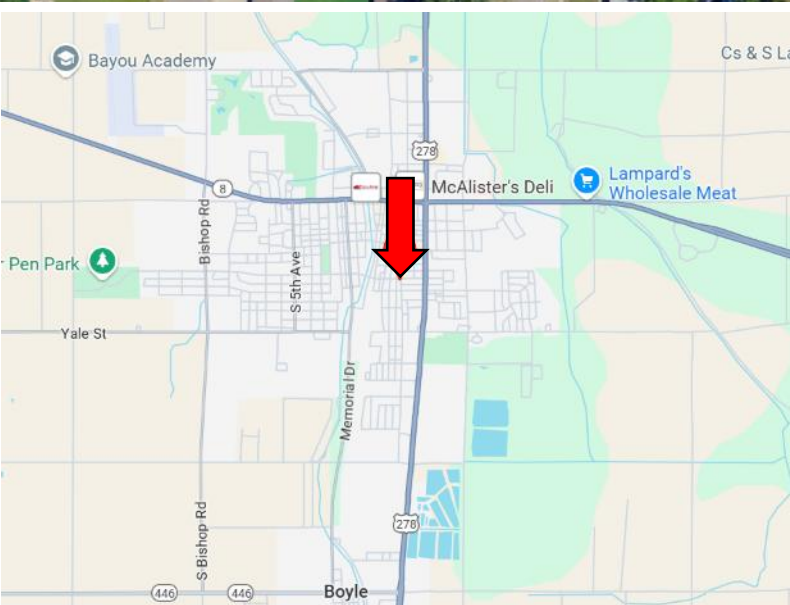 Bayou Academy
Cs & S La
278
8
McAlister's Deli
Lampard's
Wholesale Meat
Bishop Rd
r Pen Park
S 5th Ave
Yale St
Memorial Dr
S Bishop Rd
278
446
446
Boyle